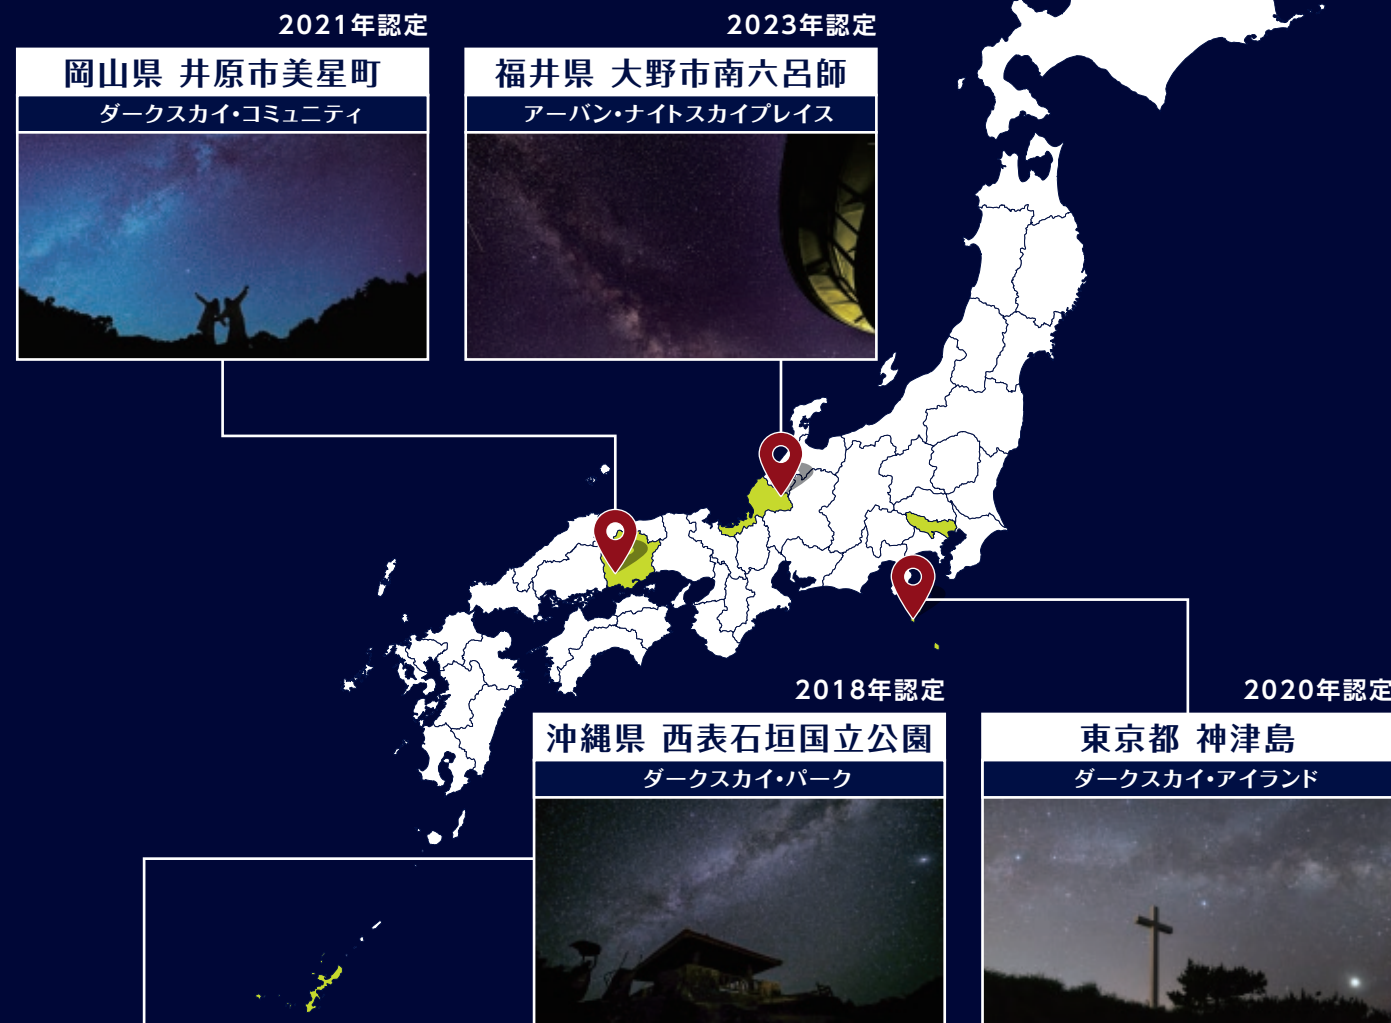 2021年認定
岡山県 井原市美星町
ダークスカイ・コミュニティ
2023年認定
福井県 大野市南六呂師
アーバン・ナイトスカイプレイス
2018年認定
沖縄県 西表石垣国立公園
ダークスカイ・パーク
2020年認定
東京都 神津島
ダークスカイ・アイランド